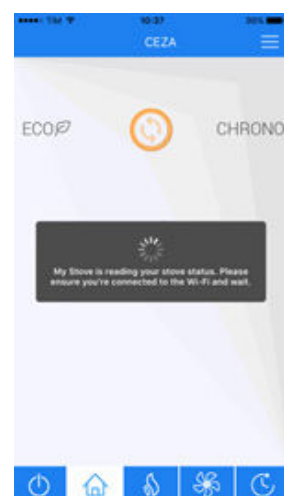 TIM 10:37
CEZA
ECO CHRONO
My Stove is reading your stove status. Please
ensure you're connected to the Wi-Fi and wait.